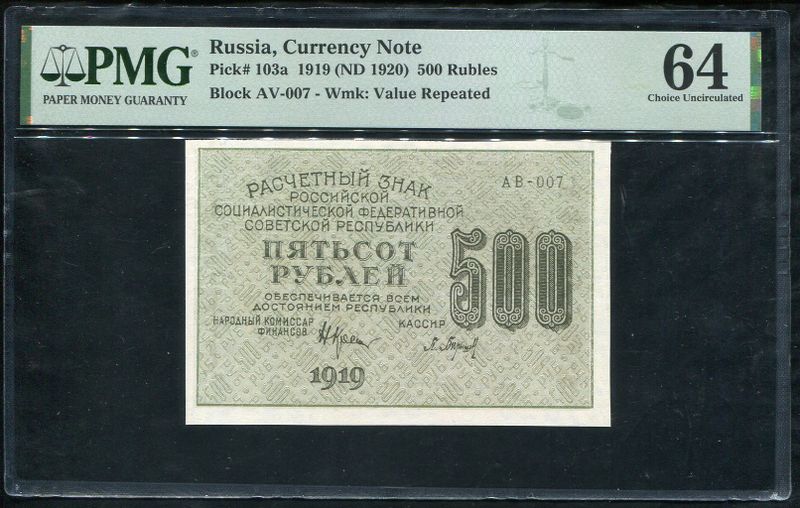 PMG
PAPER MONEY GUARANTY
Russia, Currency Note
Pick# 103a 1919 (ND 1920) 500 Rubles
Block AV-007 - Wmk: Value Repeated
64
Choice Uncirculated
РАСЧЕТНЫЙ ЗНАК
РОССИЙСКОЙ
СОЦИАЛИСТИЧЕСКОЙ ФЕДЕРАТИВНОЙ
СОВЕТСКОЙ РЕСПУБЛИКИ
АВ-007
ПЯТЬСОТ
РУБЛЕЙ
500
ОБЕСПЕЧИВАЕТСЯ ВСЕМ
ДОСТОЯНИЕМ РЕСПУБЛИКИ
НАРОДНЫЙ КОМИССАР
ФИНАНСОВ
КАССИР
1919